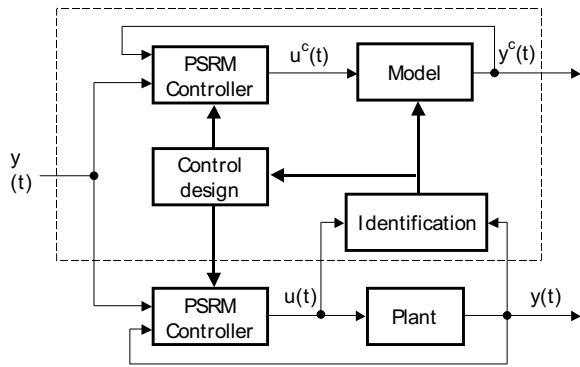 PSRM
Controller
u^c(t)
Model
y^c(t)
y
(t)
Control
design
Identification
PSRM
Controller
u(t)
Plant
y(t)